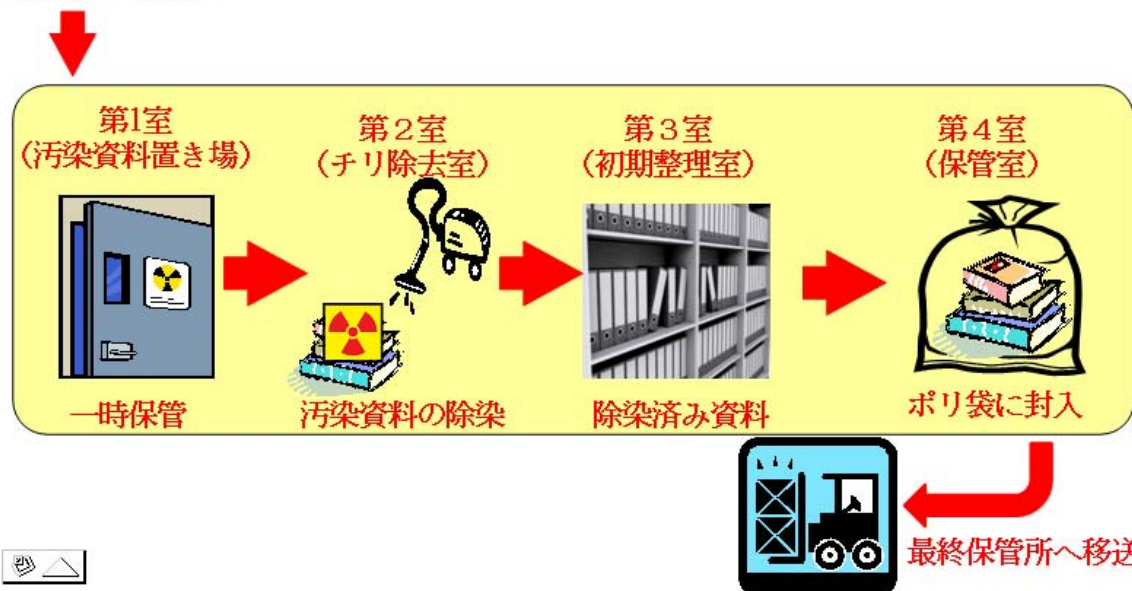 第1室
(汚染資料置き場)
第２室
(チリ除去室)
第３室
(初期整理室)
第４室
(保管室)
一時保管
汚染資料の除染
除染済み資料
ポリ袋に封入
最終保管所へ移送